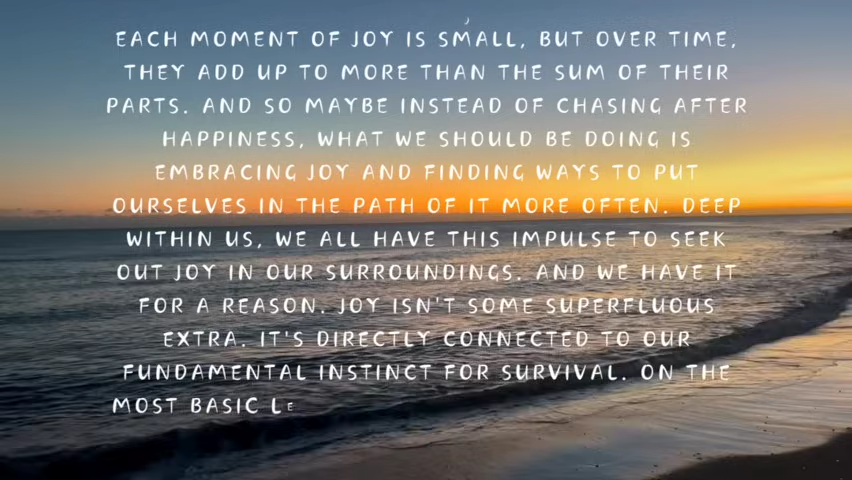 EACH MOMENT OF JOY IS SMALL, BUT OVER TIME,
THEY ADD UP TO MORE THAN THE SUM OF THEIR
PARTS. AND SO MAYBE INSTEAD OF CHASING AFTER
HAPPINESS, WHAT WE SHOULD BE DOING IS
EMBRACING JOY AND FINDING WAYS TO PUT
OURSELVES IN THE PATH OF IT MORE OFTEN. DEEP
WITHIN US, WE ALL HAVE THIS IMPULSE TO SEEK
OUT JOY IN OUR SURROUNDINGS. AND WE HAVE IT
FOR A REASON. JOY ISN'T SOME SUPERFLUOUS
EXTRA. IT'S DIRECTLY CONNECTED TO OUR
FUNDAMENTAL INSTINCT FOR SURVIVAL. ON THE
MOST BASIC LE